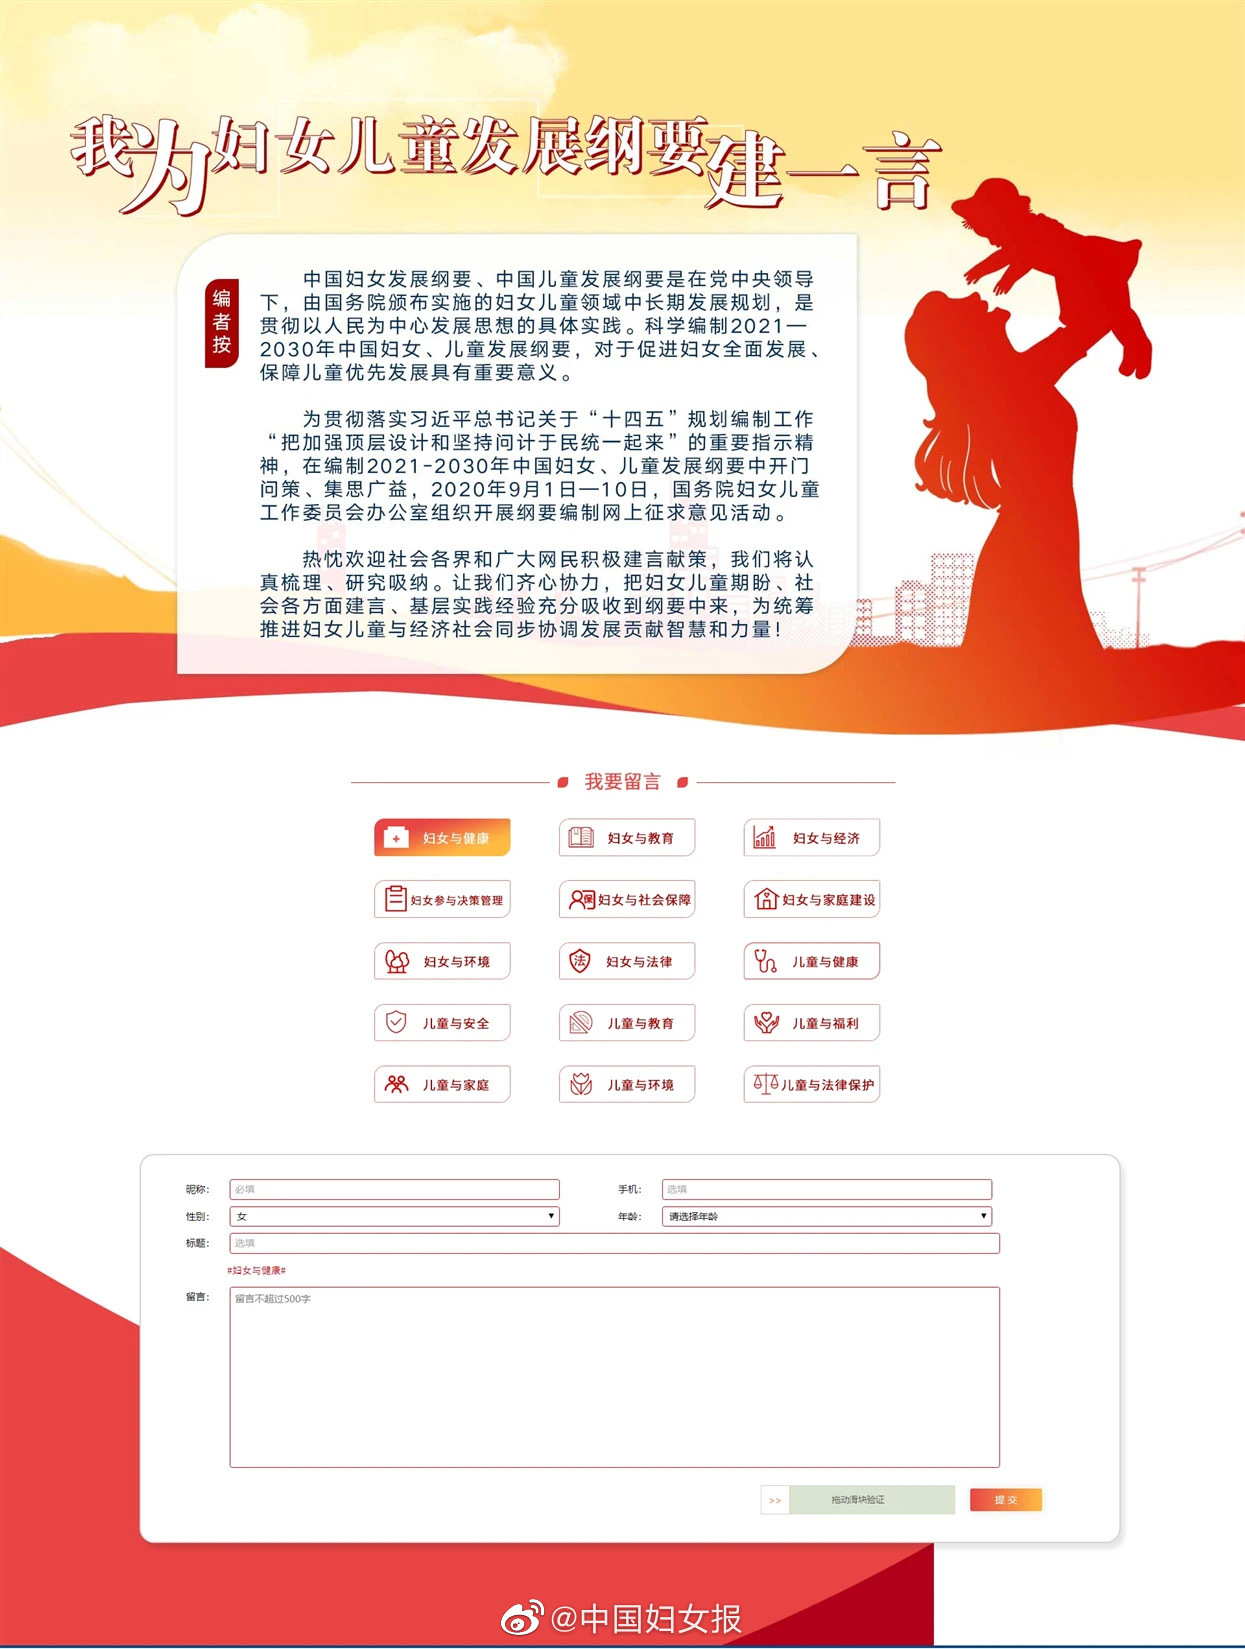 我为妇女儿童发展纲要建一言
编者按
中国妇女发展纲要、中国儿童发展纲要是在党中央领导
下，由国务院颁布实施的妇女儿童领域中长期发展规划，是
贯彻以人民为中心发展思想的具体实践。科学编制2021—
2030年中国妇女、儿童发展纲要，对于促进妇女全面发展、
保障儿童优先发展具有重要意义。
为贯彻落实习近平总书记关于“十四五”规划编制工作
“把加强顶层设计和坚持问计于民统一起来”的重要指示精
神，在编制2021-2030年中国妇女、儿童发展纲要中开门
问策、集思广益，2020年9月1日—10日，国务院妇女儿童
工作委员会办公室组织开展纲要编制网上征求意见活动。
热忱欢迎社会各界和广大网民积极建言献策，我们将认
真梳理、研究吸纳。让我们齐心协力，把妇女儿童期盼、社
会各方面建言、基层实践经验充分吸收到纲要中来，为统筹
推进妇女儿童与经济社会同步协调发展贡献智慧和力量！
我要留言
妇女与健康 妇女与教育 妇女与经济
妇女参与决策管理 保 妇女与社会保障 妇女与家庭建设
妇女与环境 法 妇女与法律 儿童与健康
儿童与安全 儿童与教育 儿童与福利
儿童与家庭 儿童与环境 儿童与法律保护
昵称： 必填 手机： 选填
性别： 女 年龄： 请选择年龄
标题： 选填
#妇女与健康#
留言： 留言不超过500字
>> 拖动滑块验证 提交
@中国妇女报